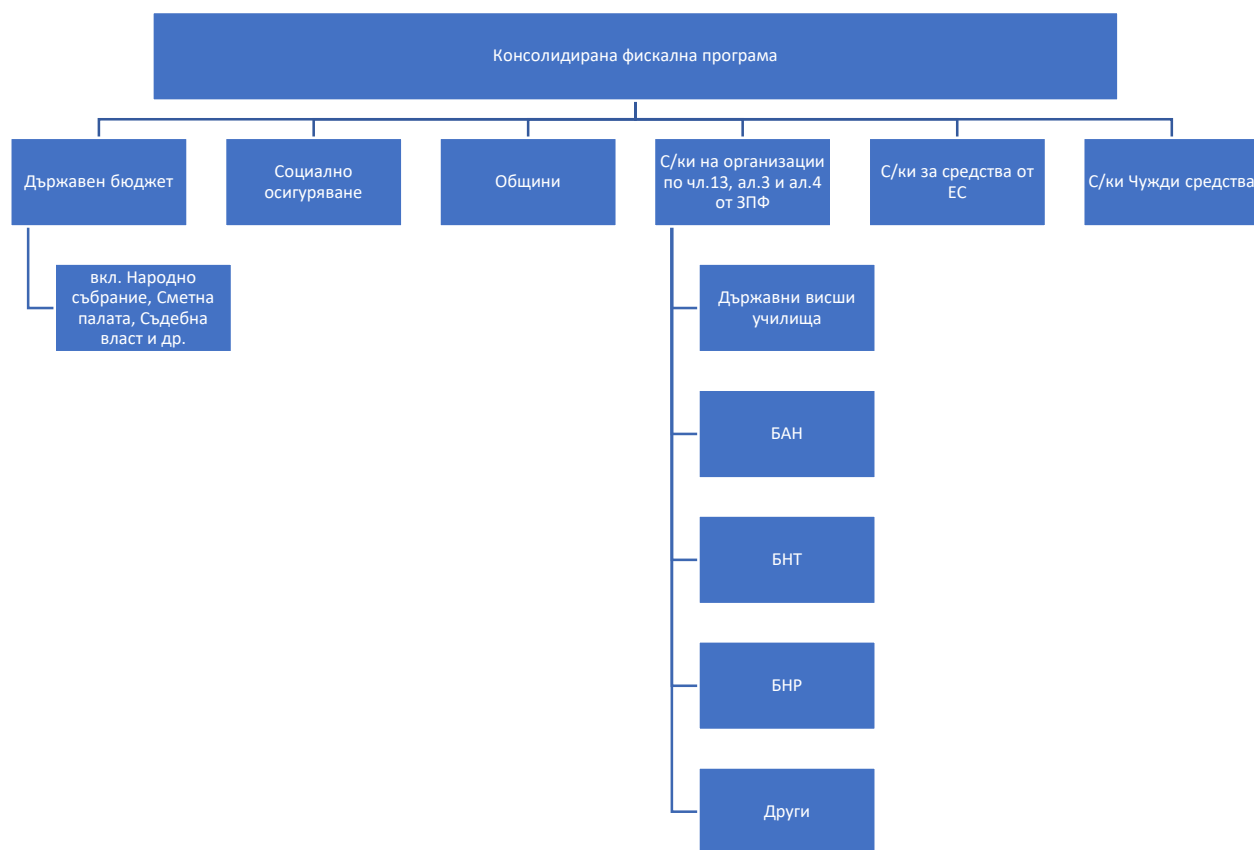 Консолидирана фискална програма
Държавен бюджет
Социално
осигуряване
Общини
С/ки на организации
по чл.13, ал.3 и ал.4
от ЗПФ
С/ки за средства от
ЕС
С/ки Чужди средства
вкл. Народно
събрание, Сметна
палата, Съдебна
власт и др.
Държавни висши
училища
БАН
БНТ
БНР
Други